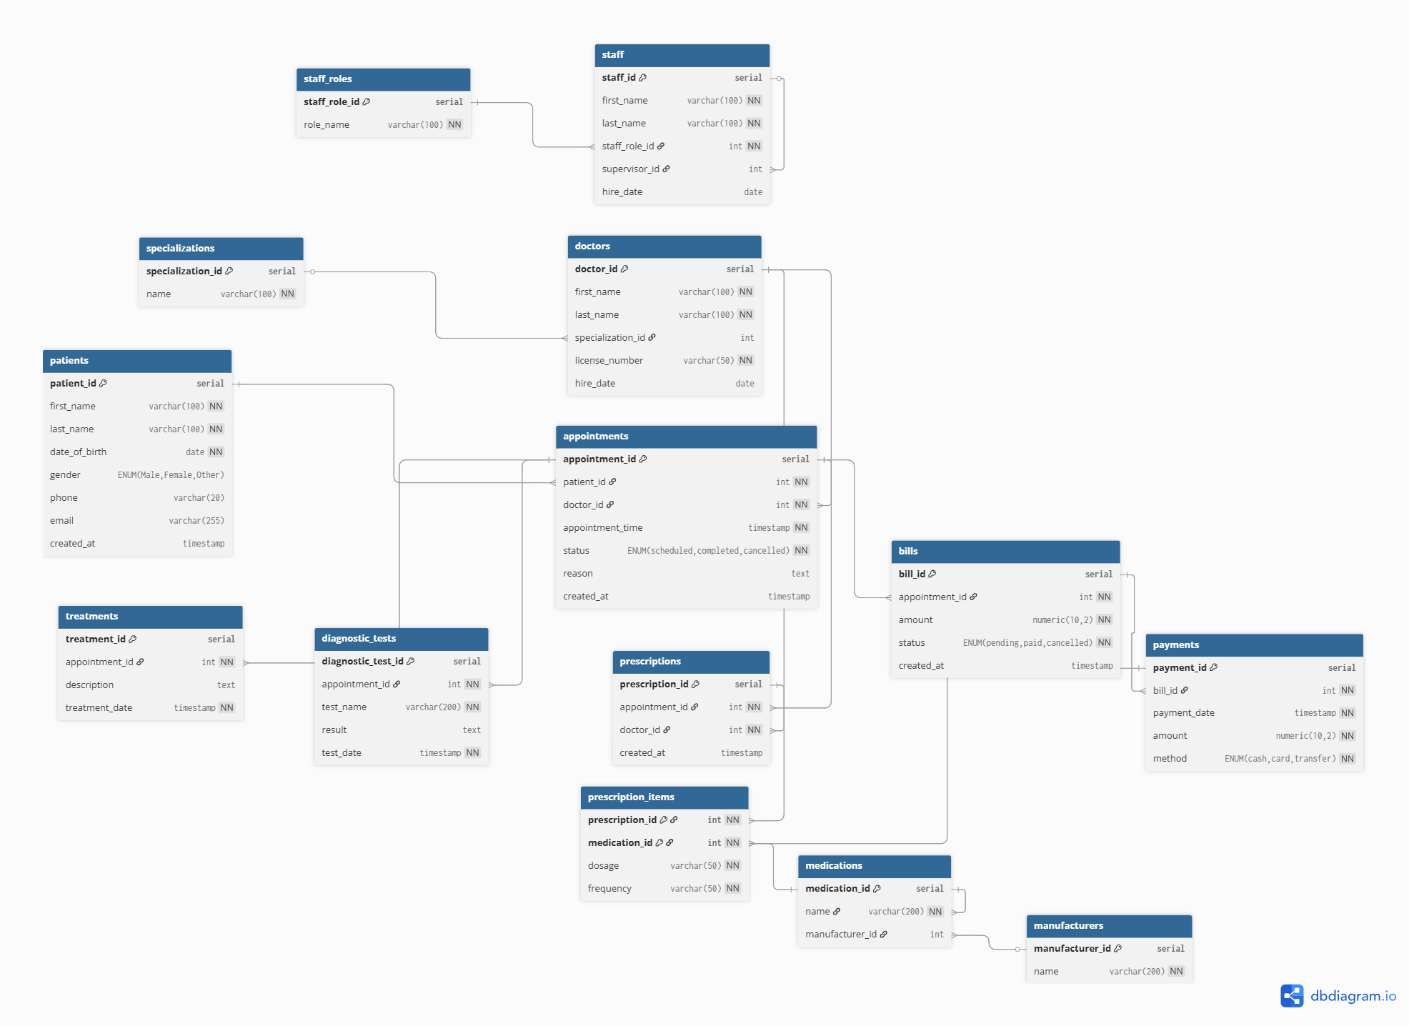 staff
staff_id serial
first_name varchar(100) NN
last_name varchar(100) NN
staff_role_id int NN
supervisor_id int
hire_date date
staff_roles
staff_role_id serial
role_name varchar(100) NN
specializations
specialization_id serial
name varchar(100) NN
doctors
doctor_id serial
first_name varchar(100) NN
last_name varchar(100) NN
specialization_id int
license_number varchar(50) NN
hire_date date
patients
patient_id serial
first_name varchar(100) NN
last_name varchar(100) NN
date_of_birth date NN
gender ENUM(Male,Female,Other)
phone varchar(20)
email varchar(255)
created_at timestamp
appointments
appointment_id serial
patient_id int NN
doctor_id int NN
appointment_time timestamp NN
status ENUM(scheduled,completed,cancelled) NN
reason text
created_at timestamp
bills
bill_id serial
appointment_id int NN
amount numeric(10,2) NN
status ENUM(pending,paid,cancelled) NN
created_at timestamp
treatments
treatment_id serial
appointment_id int NN
description text
treatment_date timestamp NN
diagnostic_tests
diagnostic_test_id serial
appointment_id int NN
test_name varchar(200) NN
result text
test_date timestamp NN
prescriptions
prescription_id serial
appointment_id int NN
doctor_id int NN
created_at timestamp
payments
payment_id serial
bill_id int NN
payment_date timestamp NN
amount numeric(10,2) NN
method ENUM(cash,card,transfer) NN
prescription_items
prescription_id int NN
medication_id int NN
dosage varchar(50) NN
frequency varchar(50) NN
medications
medication_id serial
name varchar(200) NN
manufacturer_id int
manufacturers
manufacturer_id serial
name varchar(200) NN
dbdiagram.io